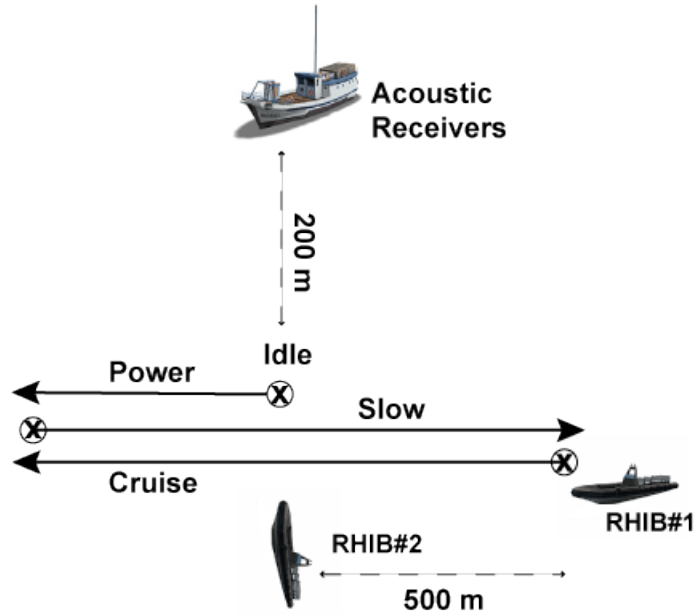 Acoustic
Receivers
200 m
Idle
Power
X
Slow
X
X
Cruise
RHIB#1
RHIB#2
500 m